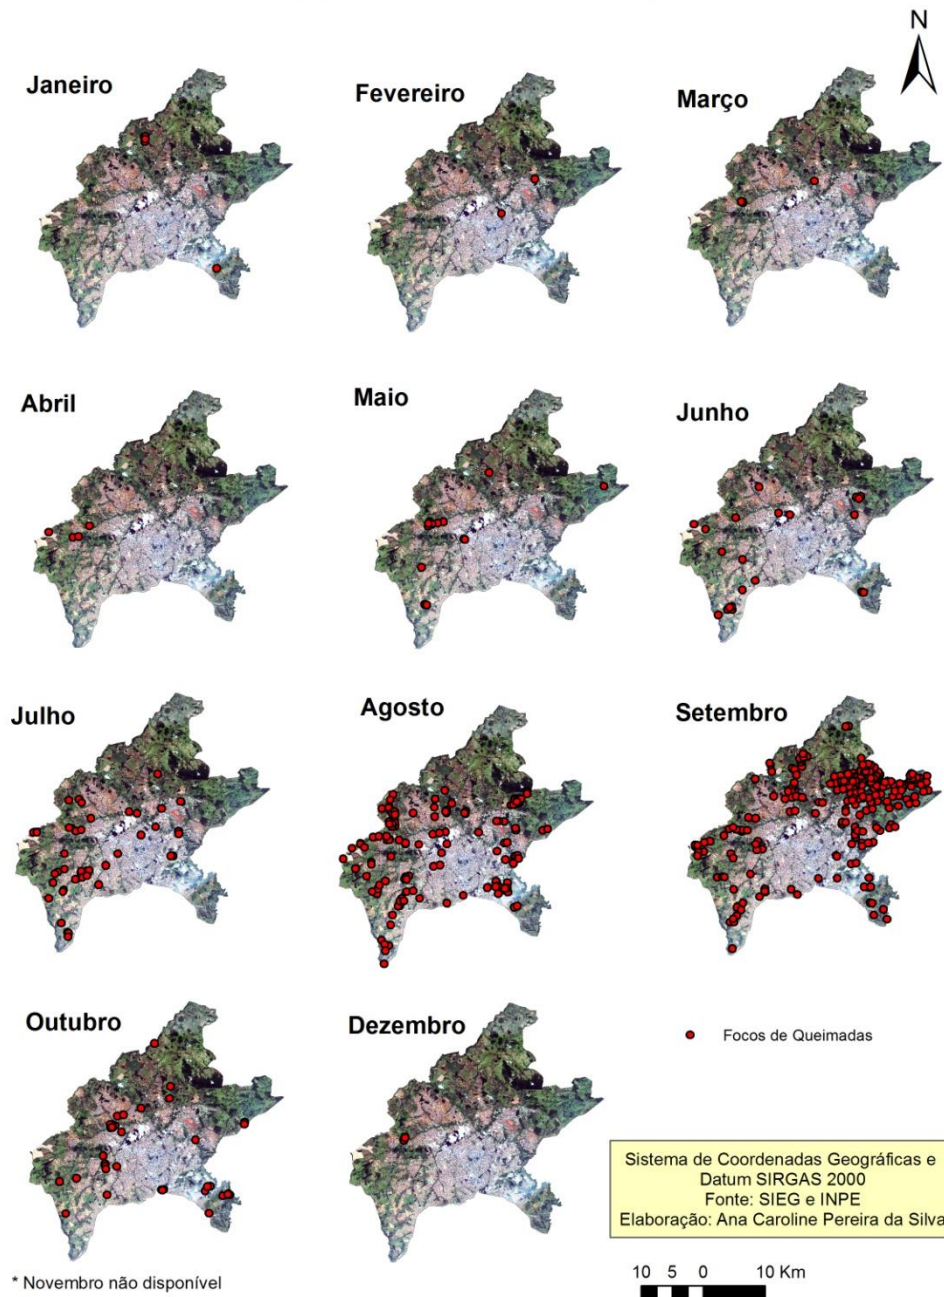 N
Janeiro
Fevereiro
Março
Abril
Maio
Junho
Julho
Agosto
Setembro
Outubro
Dezembro
Focos de Queimadas
Sistema de Coordenadas Geográficas e
Datum SIRGAS 2000
Fonte: SIEG e INPE
Elaboração: Ana Caroline Pereira da Silva
* Novembro não disponível
10 5 0 10 Km